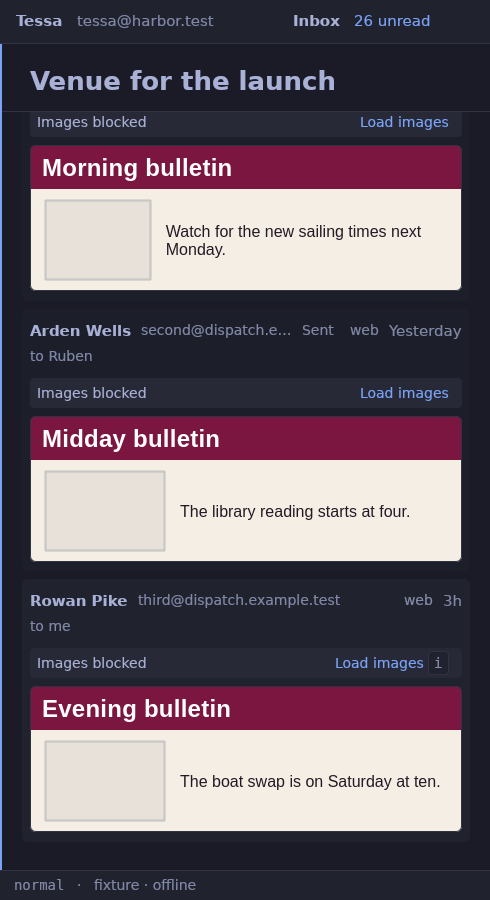 Tessa tessa@harbor.test Inbox 26 unread
Venue for the launch
Images blocked Load images
Morning bulletin
Watch for the new sailing times next
Monday.
Arden Wells second@dispatch.e… Sent web Yesterday
to Ruben
Images blocked Load images
Midday bulletin
The library reading starts at four.
Rowan Pike third@dispatch.example.test web 3h
to me
Images blocked Load images i
Evening bulletin
The boat swap is on Saturday at ten.
normal · fixture · offline